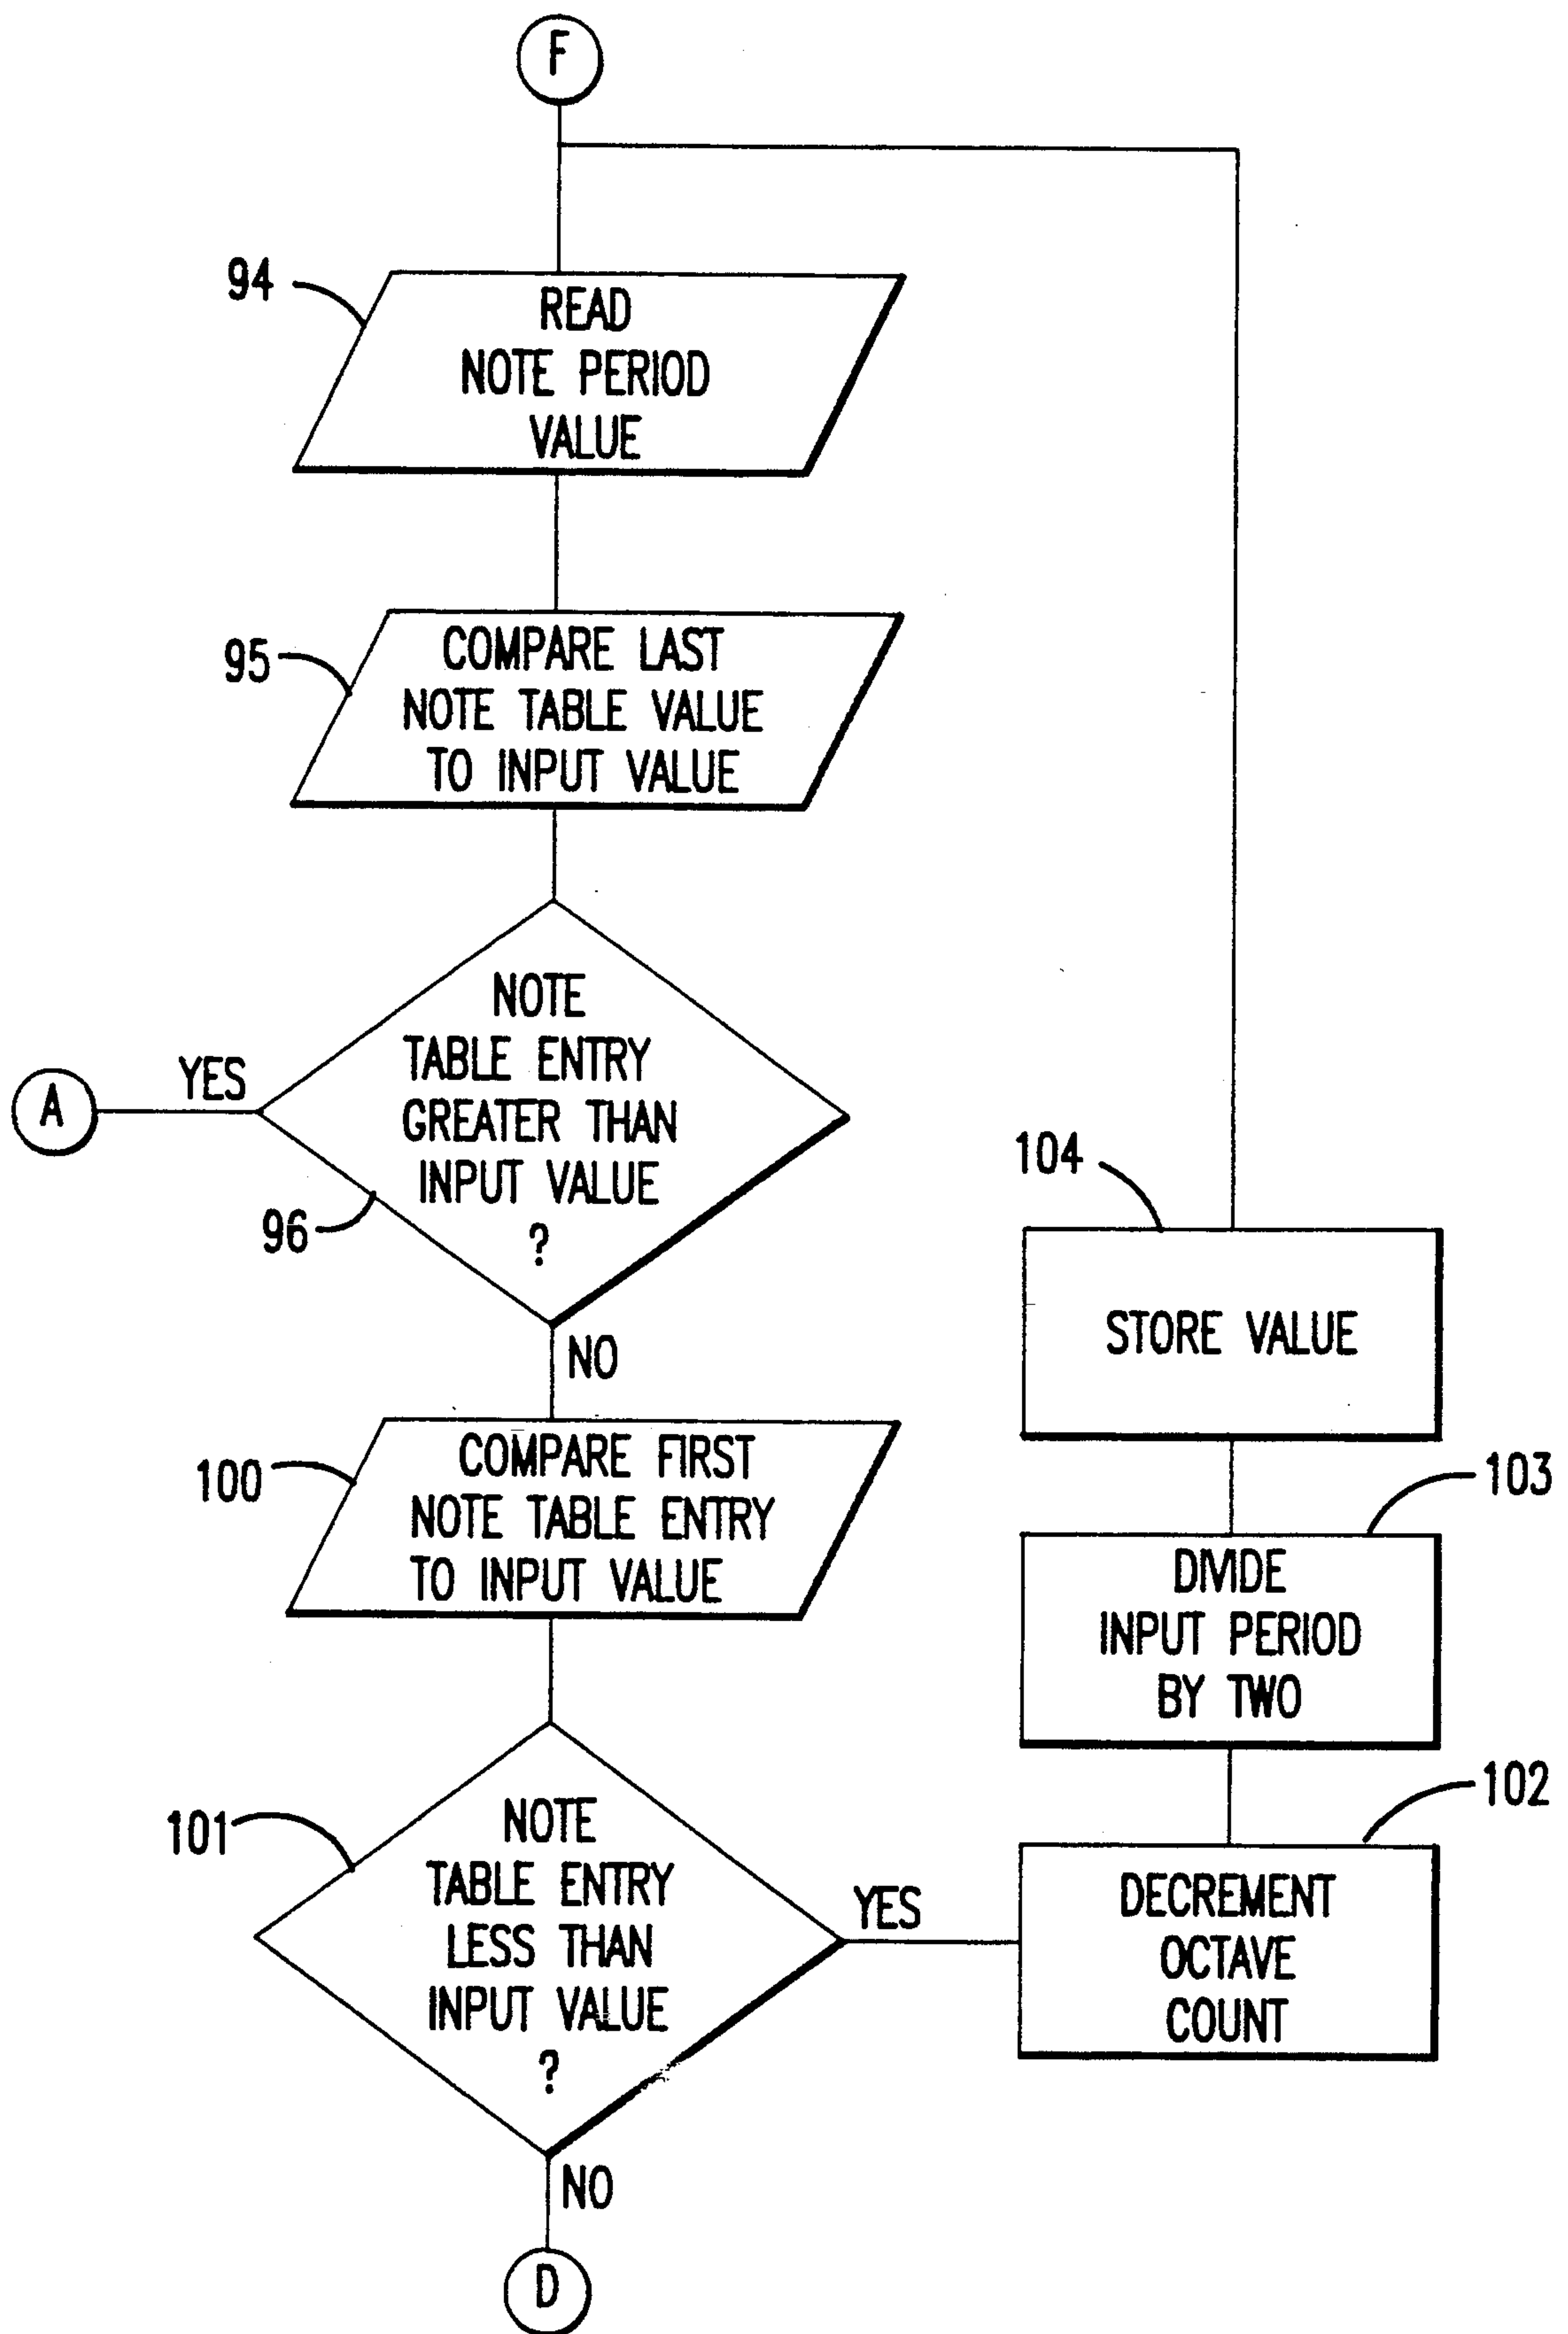 F
94
READ
NOTE PERIOD
VALUE
95
COMPARE LAST
NOTE TABLE VALUE
TO INPUT VALUE
NOTE
TABLE ENTRY
GREATER THAN
INPUT VALUE
?
YES
A
96
NO
100
COMPARE FIRST
NOTE TABLE ENTRY
TO INPUT VALUE
101
NOTE
TABLE ENTRY
LESS THAN
INPUT VALUE
?
YES
NO
D
104
STORE VALUE
103
DIVIDE
INPUT PERIOD
BY TWO
102
DECREMENT
OCTAVE
COUNT